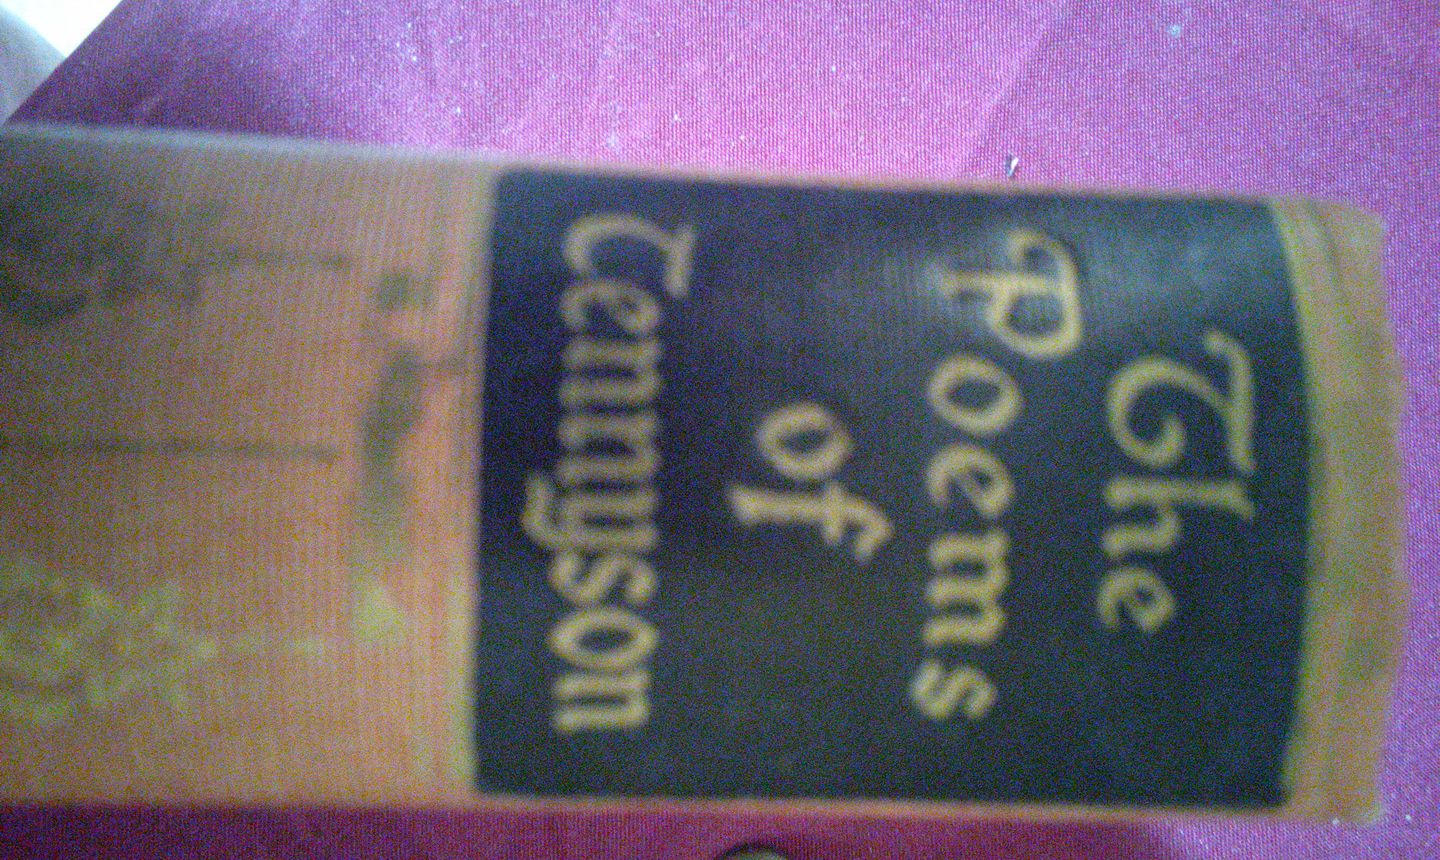 The
Poems
of
Tennyson